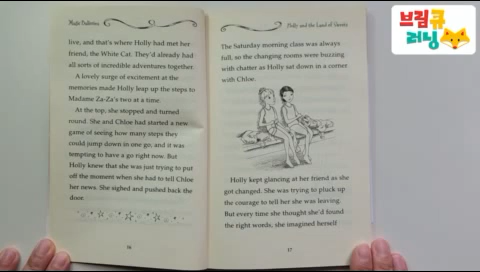 Magic Ballerina
live, and that's where Holly had met her
friend, the White Cat. They'd already had
all sorts of incredible adventures together.
A lovely surge of excitement at the
memories made Holly leap up the steps to
Madame Za-Za's two at a time.
At the top, she stopped and turned
round. She and Chloe had started a new
game of seeing how many steps they
could jump down in one go, and it was
tempting to have a go right now. But
Holly knew that she was just trying to put
off the moment when she had to tell Chloe
her news. She sighed and pushed back the
door.
16
Holly and the Land of Sweets
The Saturday morning class was always
full, so the changing rooms were buzzing
with chatter as Holly sat down in a corner
with Chloe.
Holly kept glancing at her friend as she
got changed. She was trying to pluck up
the courage to tell her she was leaving.
But every time she thought she'd found
the right words, she imagined herself
17
브림큐
러닝